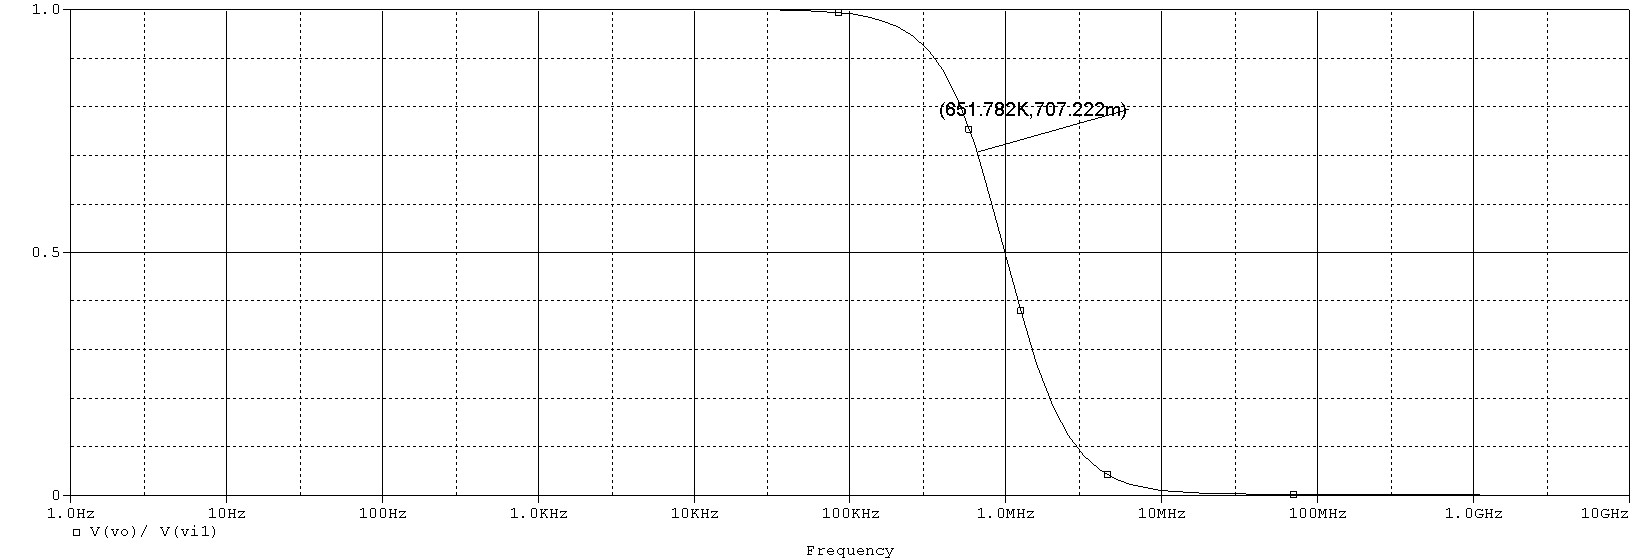 1.0
(651.782K,707.222m)
0.5
0
1.0Hz 10Hz 100Hz 1.0KHz 10KHz 100KHz 1.0MHz 10MHz 100MHz 1.0GHz 10GHz
V(vo)/ V(vi1)
Frequency